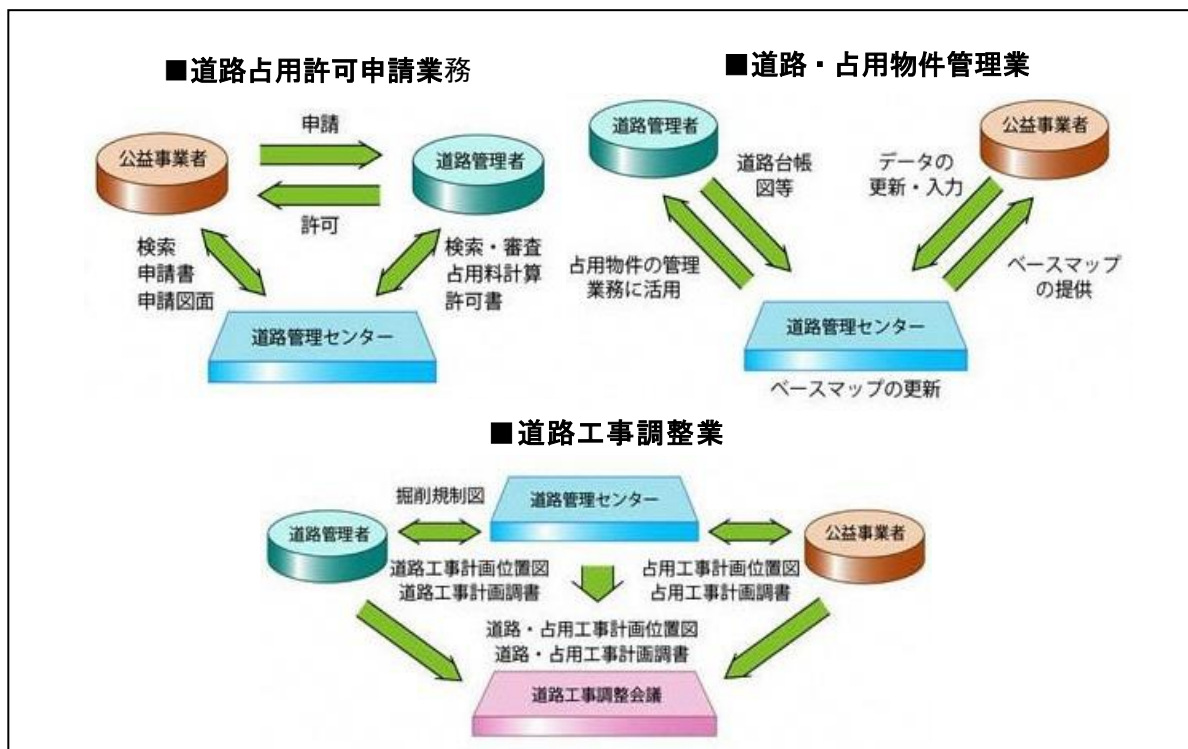 ■道路占用許可申請業務
申請
公益事業者
道路管理者
許可
検索
申請書
申請図面
検索・審査
占用料計算
許可書
道路管理センター
■道路・占用物件管理業
道路管理者
公益事業者
道路台帳
図等
データの
更新・入力
占用物件の管理
業務に活用
ベースマップ
の提供
道路管理センター
ベースマップの更新
■道路工事調整業
掘削規制図
道路管理センター
道路管理者
公益事業者
道路工事計画位置図
道路工事計画調書
占用工事計画位置図
占用工事計画調書
道路・占用工事計画位置図
道路・占用工事計画調書
道路工事調整会議